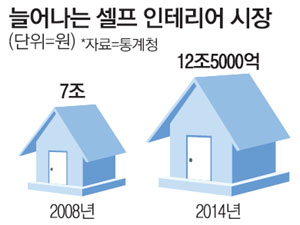 늘어나는 셀프 인테리어 시장
(단위=원) *자료=통계청
7조 12조5000억
2008년 2014년